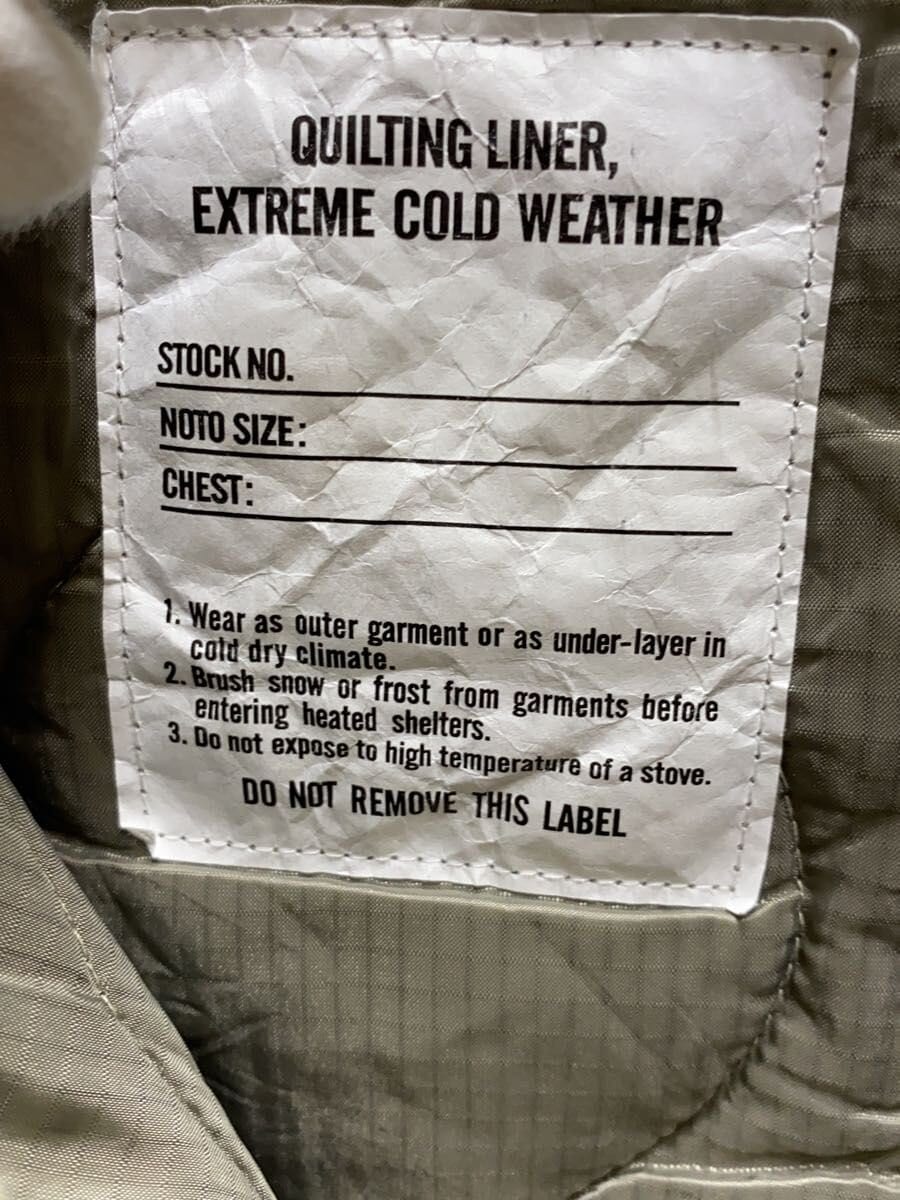 QUILTING LINER,
EXTREME COLD WEATHER
STOCK NO.
NOTO SIZE:
CHEST:
1. Wear as outer garment or as under-layer in
cold dry climate.
2. Brush snow or frost from garments before
entering heated shelters.
3. Do not expose to high temperature of a stove.
DO NOT REMOVE THIS LABEL